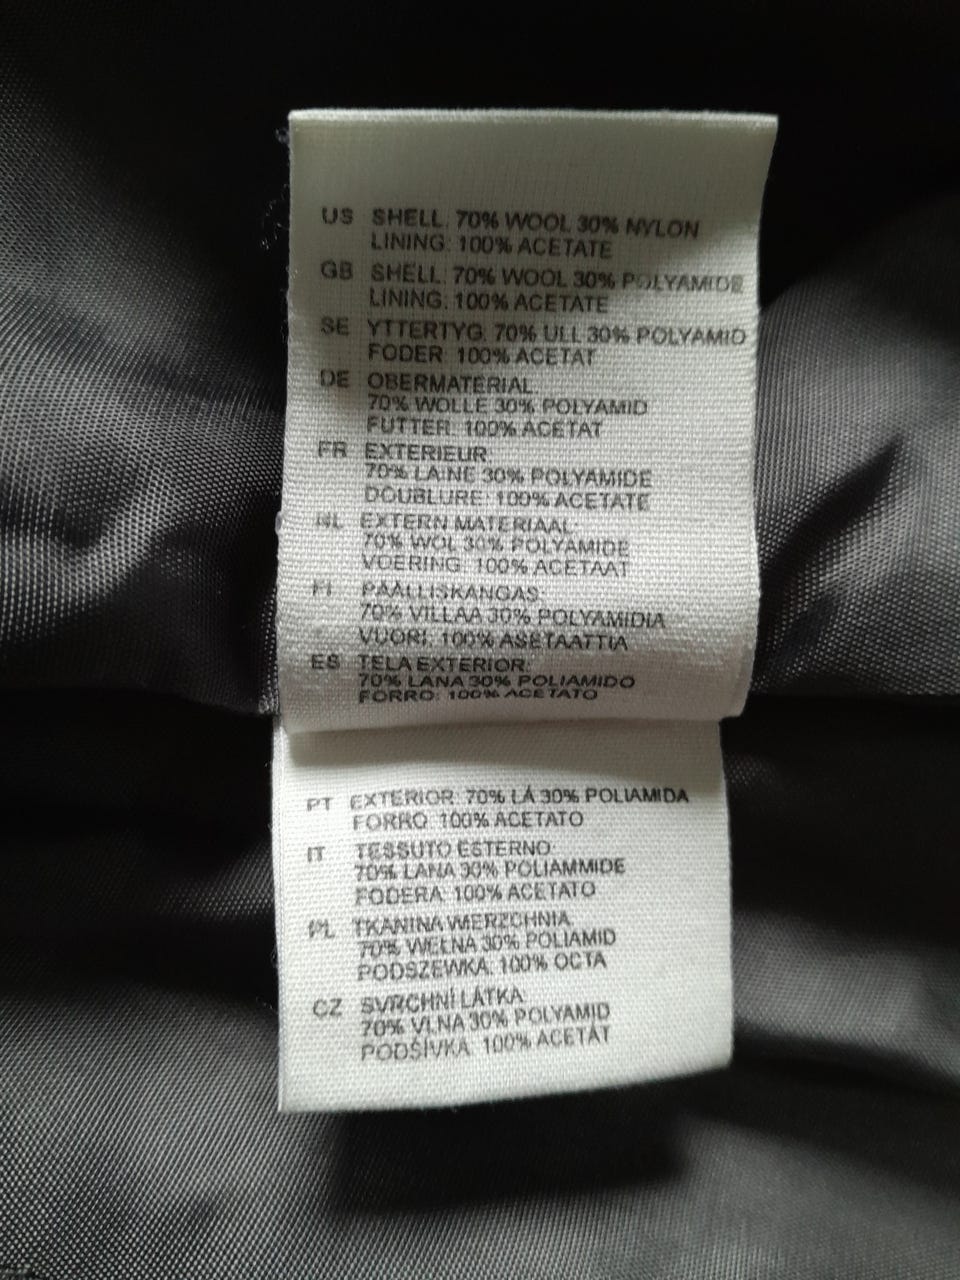 US SHELL: 70% WOOL 30% NYLON
LINING: 100% ACETATE
GB SHELL: 70% WOOL 30% POLYAMIDE
LINING: 100% ACETATE
SE YTTERTYG: 70% ULL 30% POLYAMID
FODER: 100% ACETAT
DE OBERMATERIAL:
70% WOLLE 30% POLYAMID
FUTTER: 100% ACETAT
FR EXTERIEUR:
70% LAINE 30% POLYAMIDE
DOUBLURE: 100% ACETATE
NL EXTERN MATERIAAL:
70% WOL 30% POLYAMIDE
VOERING: 100% ACETAAT
FI PÄÄLLISKANGAS:
70% VILLAA 30% POLYAMIDIA
VUORI: 100% ASETAATTIA
ES TELA EXTERIOR:
70% LANA 30% POLIAMIDO
FORRO: 100% ACETATO
PT EXTERIOR: 70% LÃ 30% POLIAMIDA
FORRO: 100% ACETATO
IT TESSUTO ESTERNO:
70% LANA 30% POLIAMMIDE
FODERA: 100% ACETATO
PL TKANINA WIERZCHNIA:
70% WEŁNA 30% POLIAMID
PODSZEWKA: 100% OCTA
CZ SVRCHNÍ LÁTKA:
70% VLNA 30% POLYAMID
PODŠÍVKA: 100% ACETÁT